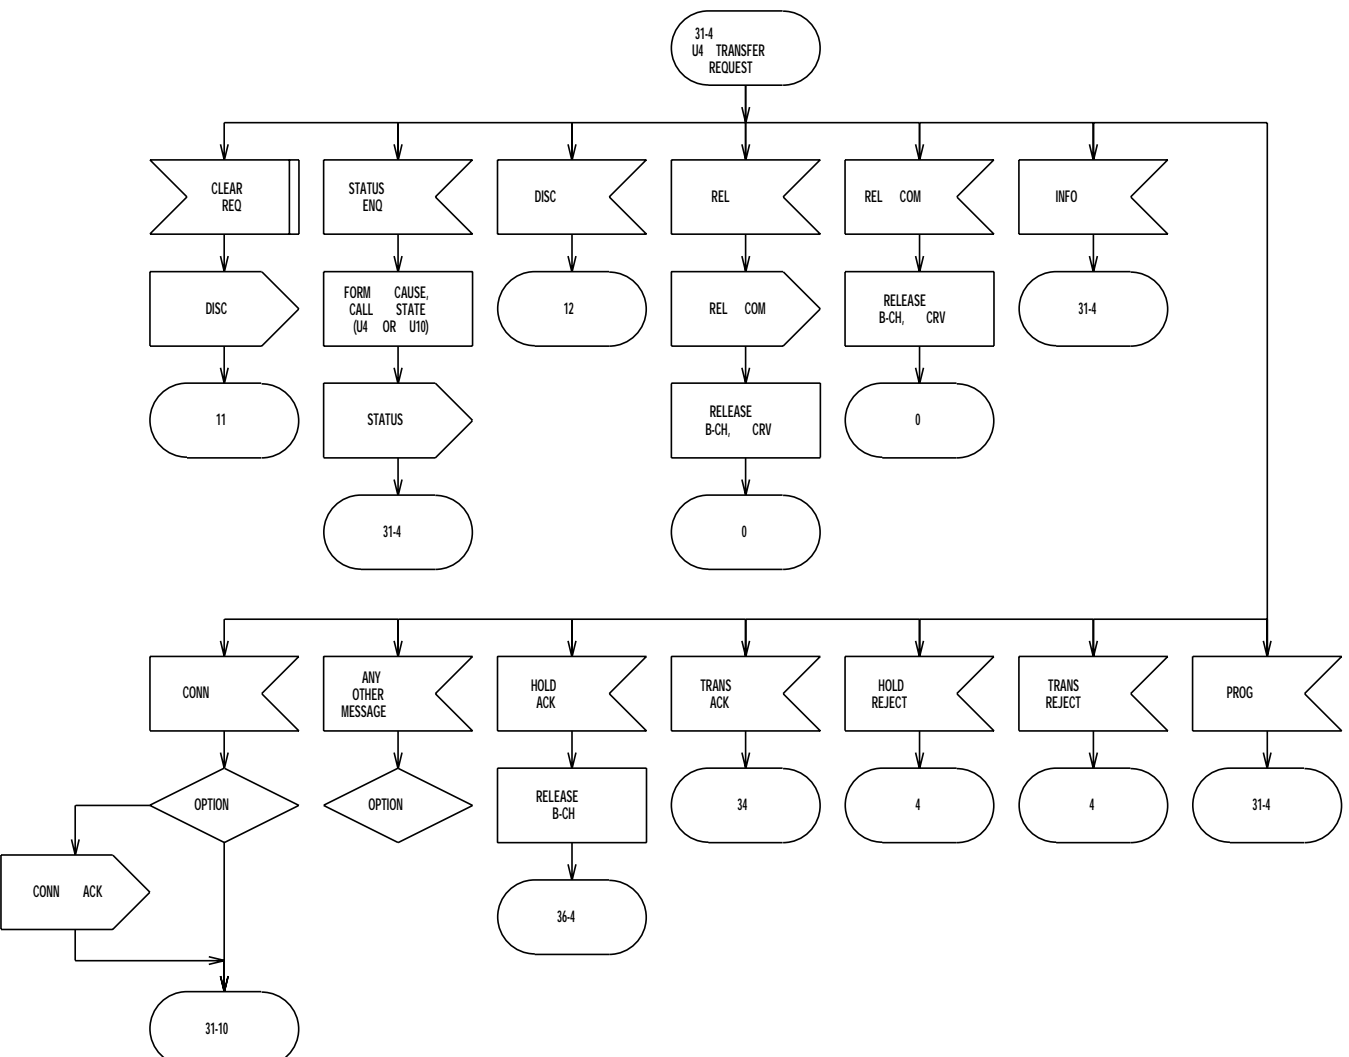 31-4
U4 TRANSFER
REQUEST
CLEAR
REQ
STATUS
ENQ
DISC
REL
REL COM
INFO
DISC
FORM CAUSE,
CALL STATE
(U4 OR U10)
12
REL COM
RELEASE
B-CH, CRV
31-4
11
STATUS
RELEASE
B-CH, CRV
0
31-4
0
CONN
ANY
OTHER
MESSAGE
HOLD
ACK
TRANS
ACK
HOLD
REJECT
TRANS
REJECT
PROG
OPTION
OPTION
RELEASE
B-CH
34
4
4
31-4
CONN ACK
36-4
31-10